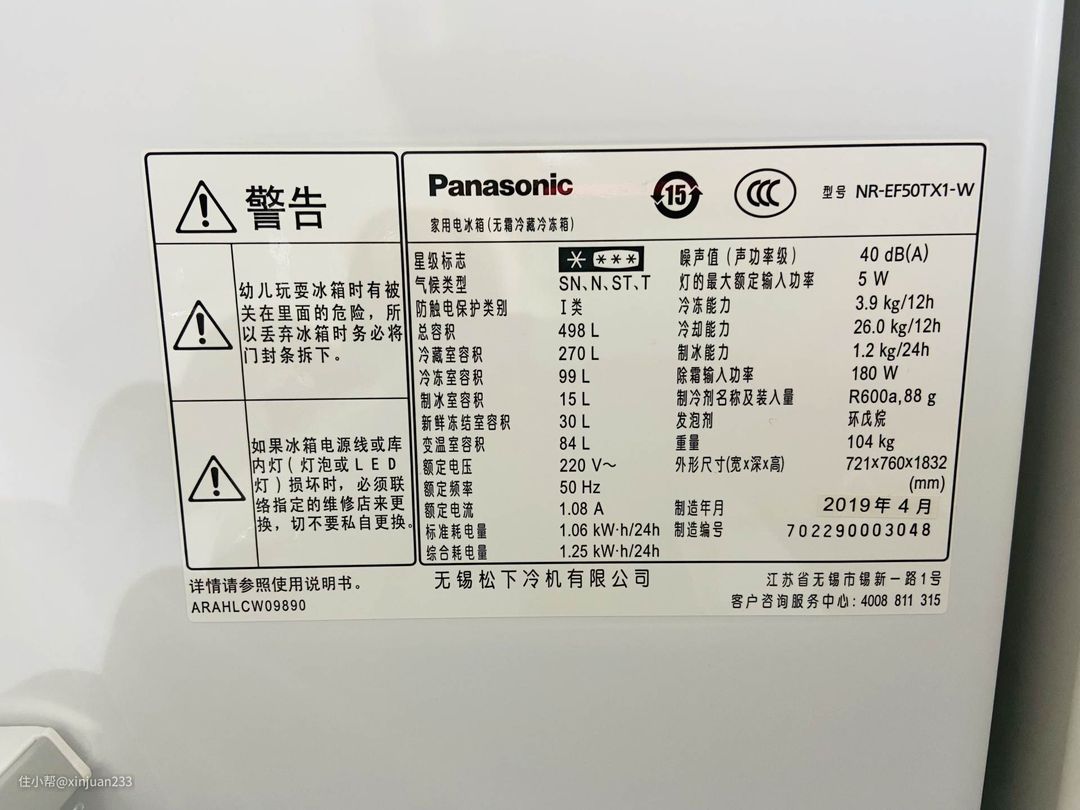 警告
幼儿玩耍冰箱时有被
关在里面的危险，所
以丢弃冰箱时务必将
门封条拆下。
如果冰箱电源线或库
内灯（灯泡或LED
灯）损坏时，必须联
络指定的维修店来更
换，切不要私自更换。
详情请参照使用说明书。
ARAHLCW09890
Panasonic
15
CCC
型号 NR-EF50TX1-W
家用电冰箱(无霜冷藏冷冻箱)
星级标志 * ***
气候类型 SN、N、ST、T
防触电保护类别 I 类
总容积 498 L
冷藏室容积 270 L
冷冻室容积 99 L
制冰室容积 15 L
新鲜冻结室容积 30 L
变温室容积 84 L
额定电压 220 V～
额定频率 50 Hz
额定电流 1.08 A
标准耗电量 1.06 kW·h/24h
综合耗电量 1.25 kW·h/24h
噪声值（声功率级） 40 dB(A)
灯的最大额定输入功率 5 W
冷冻能力 3.9 kg/12h
冷却能力 26.0 kg/12h
制冰能力 1.2 kg/24h
除霜输入功率 180 W
制冷剂名称及装入量 R600a,88 g
发泡剂 环戊烷
重量 104 kg
外形尺寸(宽x深x高) 721×760×1832
(mm)
制造年月 2019年4月
制造编号 702290003048
无锡松下冷机有限公司
江苏省无锡市锡新一路1号
客户咨询服务中心: 4008 811 315
住小帮@xinjuan233